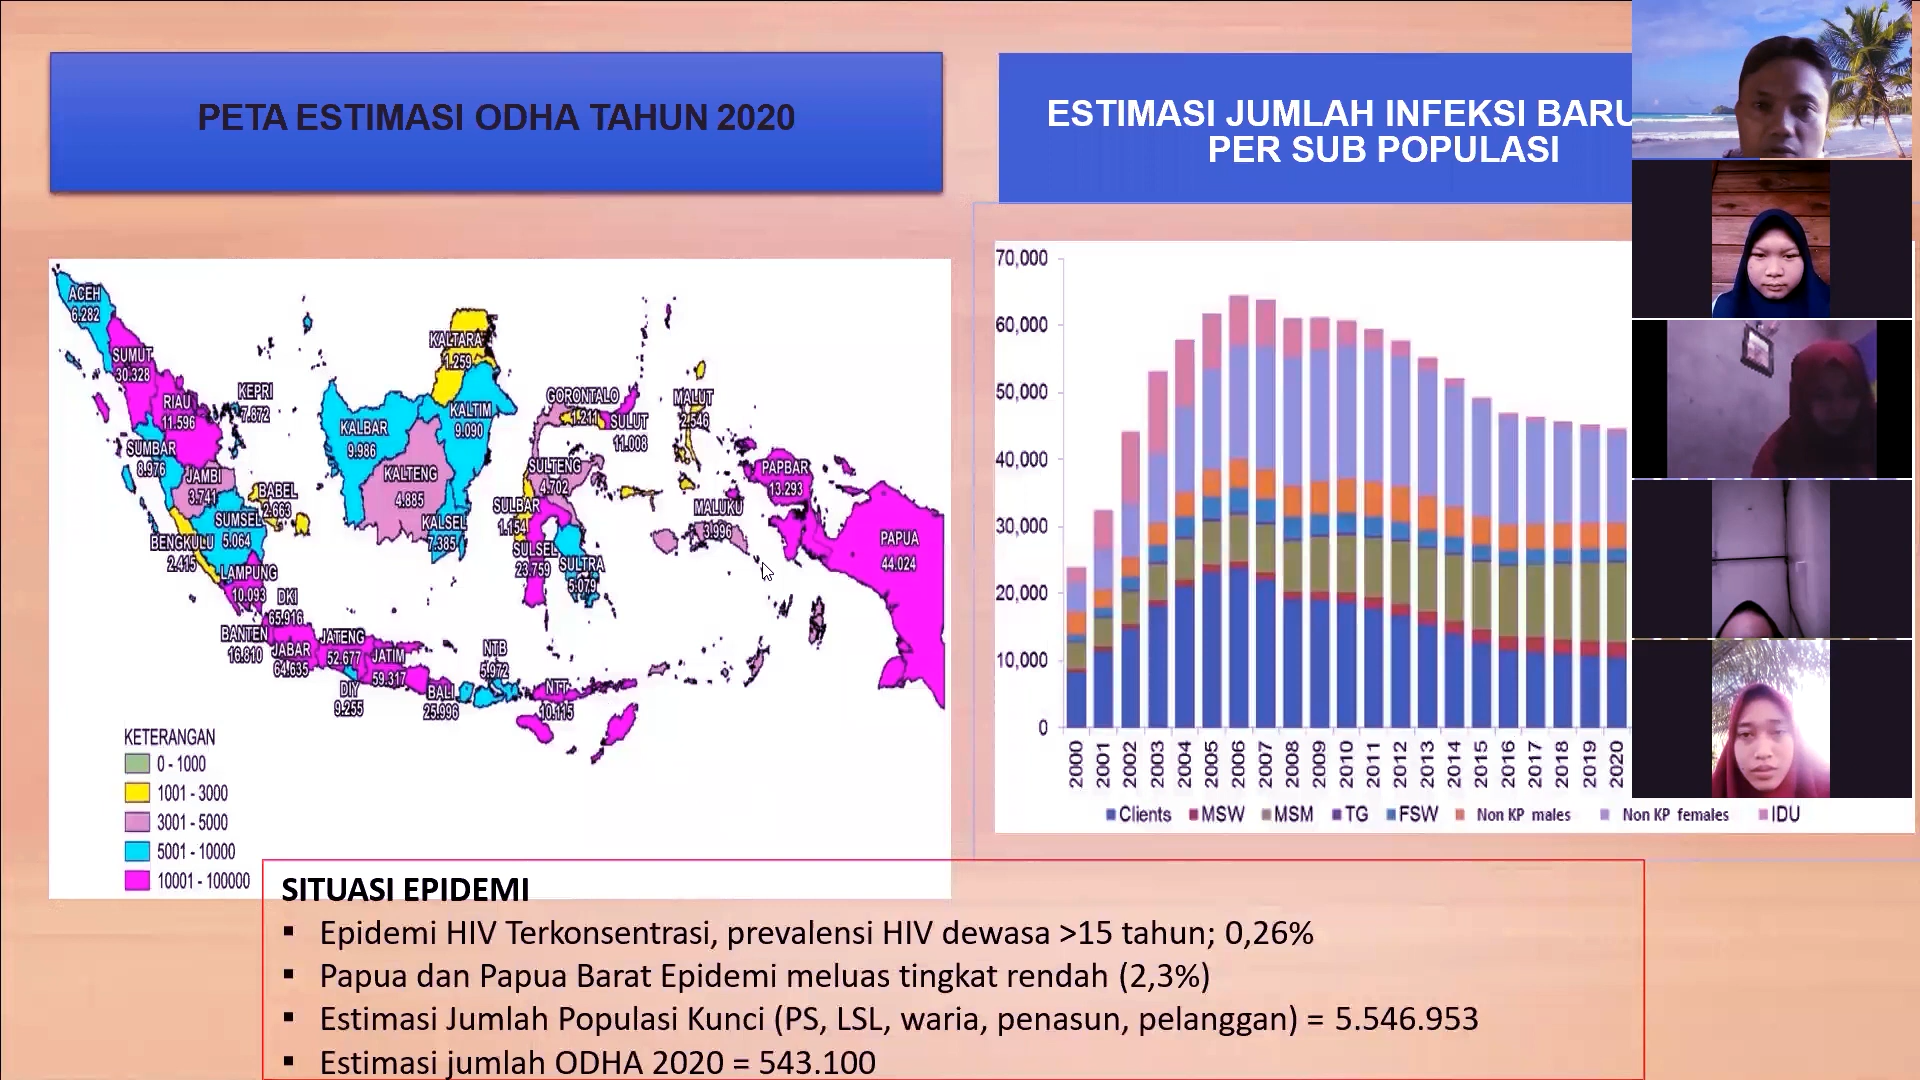 PETA ESTIMASI ODHA TAHUN 2020
ESTIMASI JUMLAH INFEKSI BARU
PER SUB POPULASI
ACEH
6.282
SUMUT
30.328
RIAU
11.596
KEPRI
7.872
SUMBAR
8.976
JAMBI
3.741
BABEL
2.663
SUMSEL
5.064
BENGKULU
2.415
LAMPUNG
10.093
DKI
65.916
BANTEN
16.810
JABAR
64.635
JATENG
52.677
DIY
9.255
JATIM
59.317
BALI
25.996
NTB
5.972
NTT
10.115
KALBAR
9.986
KALTENG
4.885
KALSEL
7.385
KALTIM
9.090
KALTARA
1.259
GORONTALO
1.211
SULUT
11.008
SULTENG
4.702
SULBAR
1.154
SULSEL
23.759
SULTRA
5.079
MALUT
2.546
MALUKU
3.996
PAPBAR
13.293
PAPUA
44.024
KETERANGAN
0 - 1000
1001 - 3000
3001 - 5000
5001 - 10000
10001 - 100000
70,000
60,000
50,000
40,000
30,000
20,000
10,000
0
2000 2001 2002 2003 2004 2005 2006 2007 2008 2009 2010 2011 2012 2013 2014 2015 2016 2017 2018 2019 2020
Clients MSW MSM TG FSW Non KP males Non KP females IDU
SITUASI EPIDEMI
▪ Epidemi HIV Terkonsentrasi, prevalensi HIV dewasa >15 tahun; 0,26%
▪ Papua dan Papua Barat Epidemi meluas tingkat rendah (2,3%)
▪ Estimasi Jumlah Populasi Kunci (PS, LSL, waria, penasun, pelanggan) = 5.546.953
▪ Estimasi jumlah ODHA 2020 = 543.100